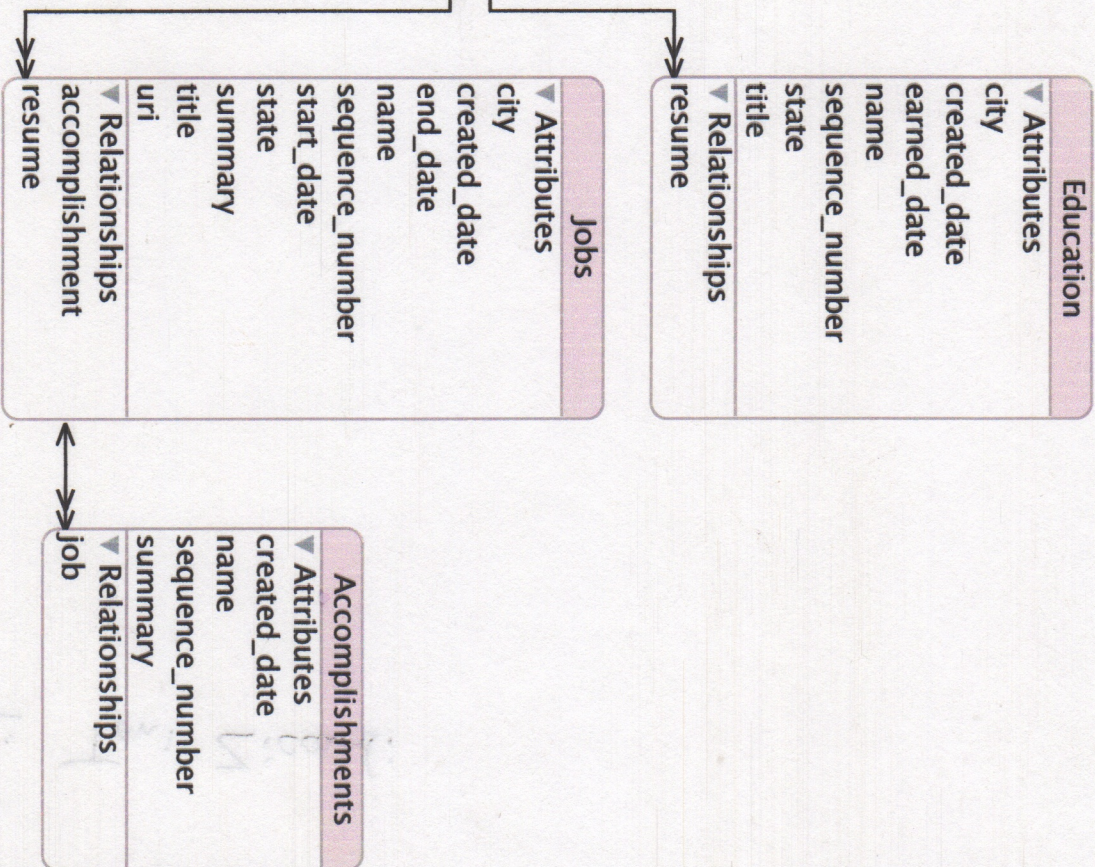 Education
Attributes
city
created_date
earned_date
name
sequence_number
state
title
Relationships
resume
Jobs
Attributes
city
created_date
end_date
name
sequence_number
start_date
state
summary
title
uri
Relationships
accomplishment
resume
Accomplishments
Attributes
created_date
name
sequence_number
summary
Relationships
job